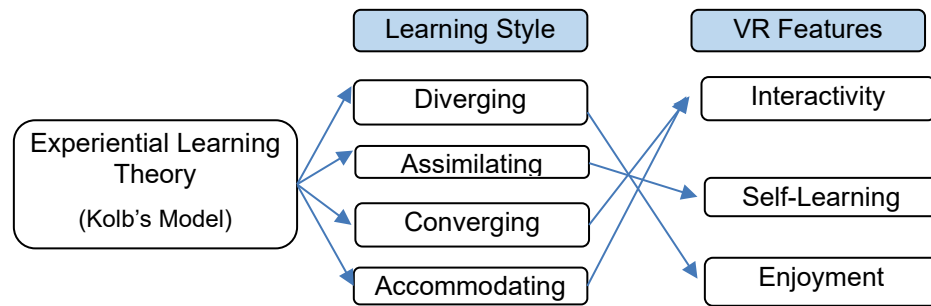 Learning Style
VR Features
Experiential Learning
Theory
(Kolb's Model)
Diverging
Assimilating
Converging
Accommodating
Interactivity
Self-Learning
Enjoyment